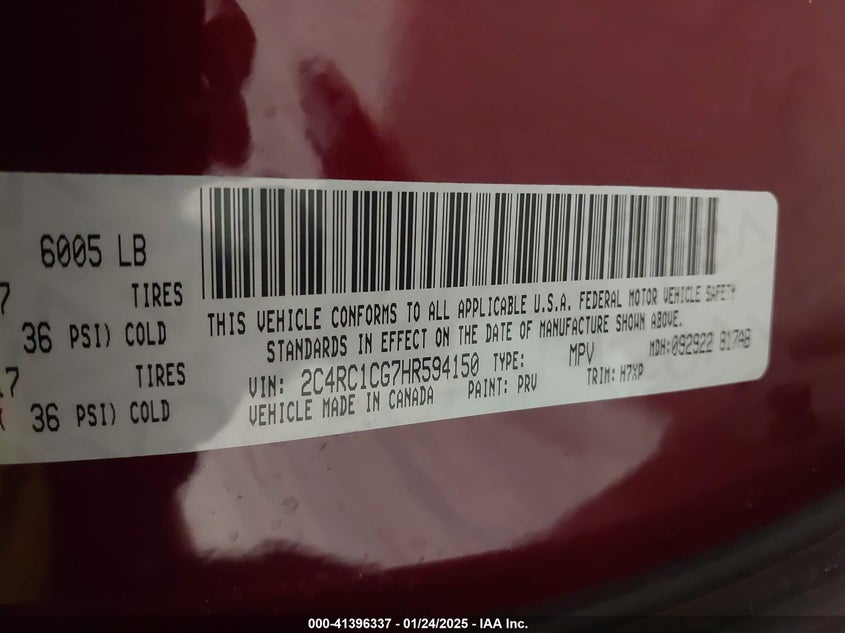 6005 LB
7 TIRES
36 PSI) COLD
17 TIRES
36 PSI) COLD
THIS VEHICLE CONFORMS TO ALL APPLICABLE U.S.A. FEDERAL MOTOR VEHICLE SAFETY
STANDARDS IN EFFECT ON THE DATE OF MANUFACTURE SHOWN ABOVE.
VIN: 2C4RC1CG7HR594150 TYPE: MPV MDH:092922 817AB
VEHICLE MADE IN CANADA PAINT: PRV TRIM: H7XP
000-41396337 - 01/24/2025 - IAA Inc.